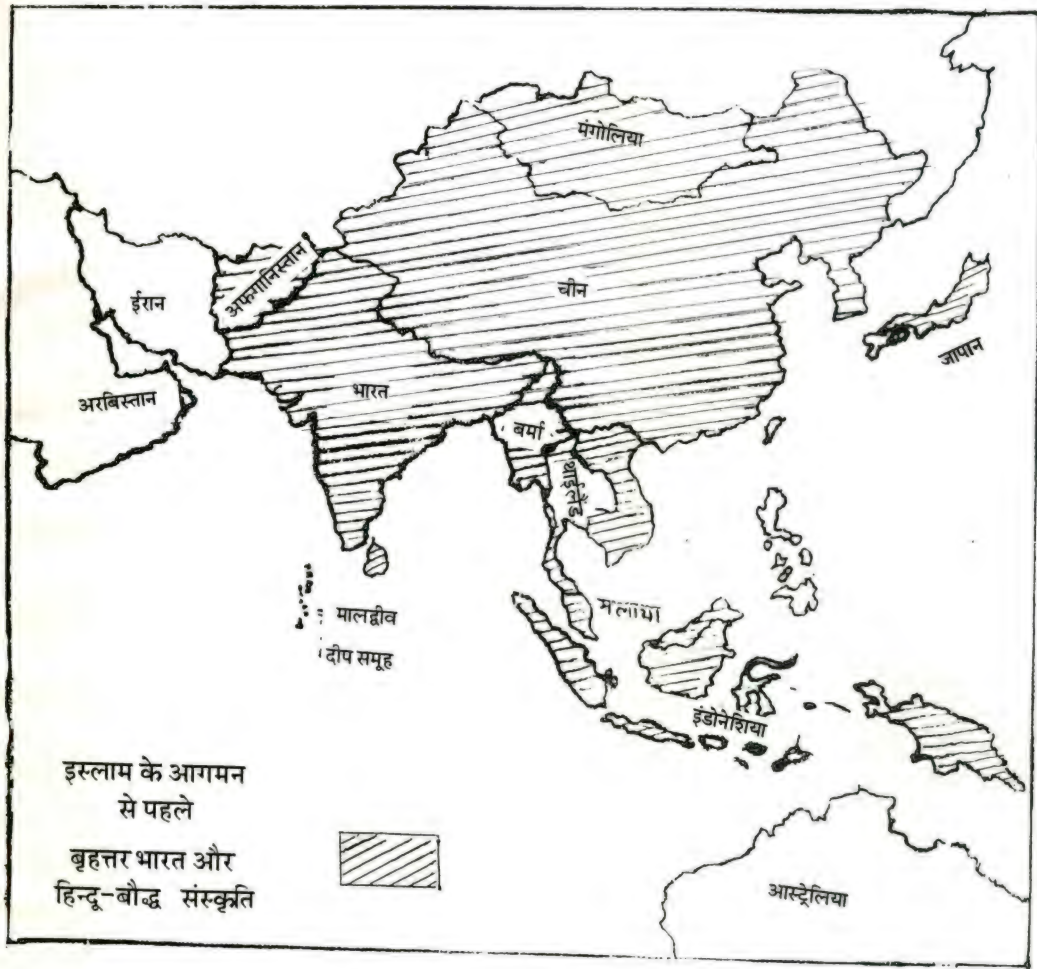 मंगोलिया
अफगानिस्तान
ईरान
चीन
जापान
भारत
अरबिस्तान
बर्मा
थाईलैंड
मलाया
मालद्वीव
दीप समूह
इंडोनेशिया
इस्लाम के आगमन
से पहले
बृहत्तर भारत और
हिन्दू-बौद्ध संस्कृति
आस्ट्रेलिया